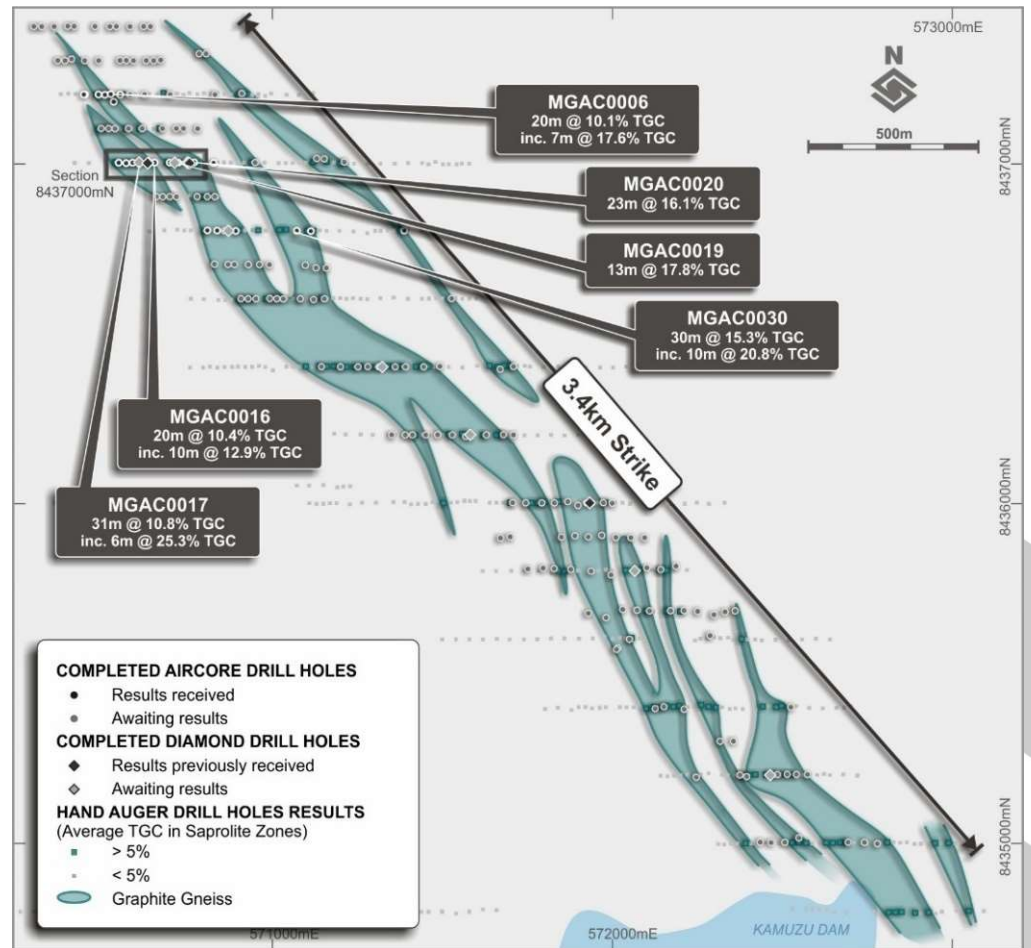 573000mE
N
500m
8437000mN
MGAC0006
20m @ 10.1% TGC
inc. 7m @ 17.6% TGC
Section
8437000mN
MGAC0020
23m @ 16.1% TGC
MGAC0019
13m @ 17.8% TGC
MGAC0030
30m @ 15.3% TGC
inc. 10m @ 20.8% TGC
3.4km Strike
MGAC0016
20m @ 10.4% TGC
inc. 10m @ 12.9% TGC
MGAC0017
31m @ 10.8% TGC
inc. 6m @ 25.3% TGC
8436000mN
COMPLETED AIRCORE DRILL HOLES
Results received
Awaiting results
COMPLETED DIAMOND DRILL HOLES
Results previously received
Awaiting results
HAND AUGER DRILL HOLES RESULTS
(Average TGC in Saprolite Zones)
> 5%
< 5%
Graphite Gneiss
8435000mN
571000mE
572000mE
KAMUZU DAM